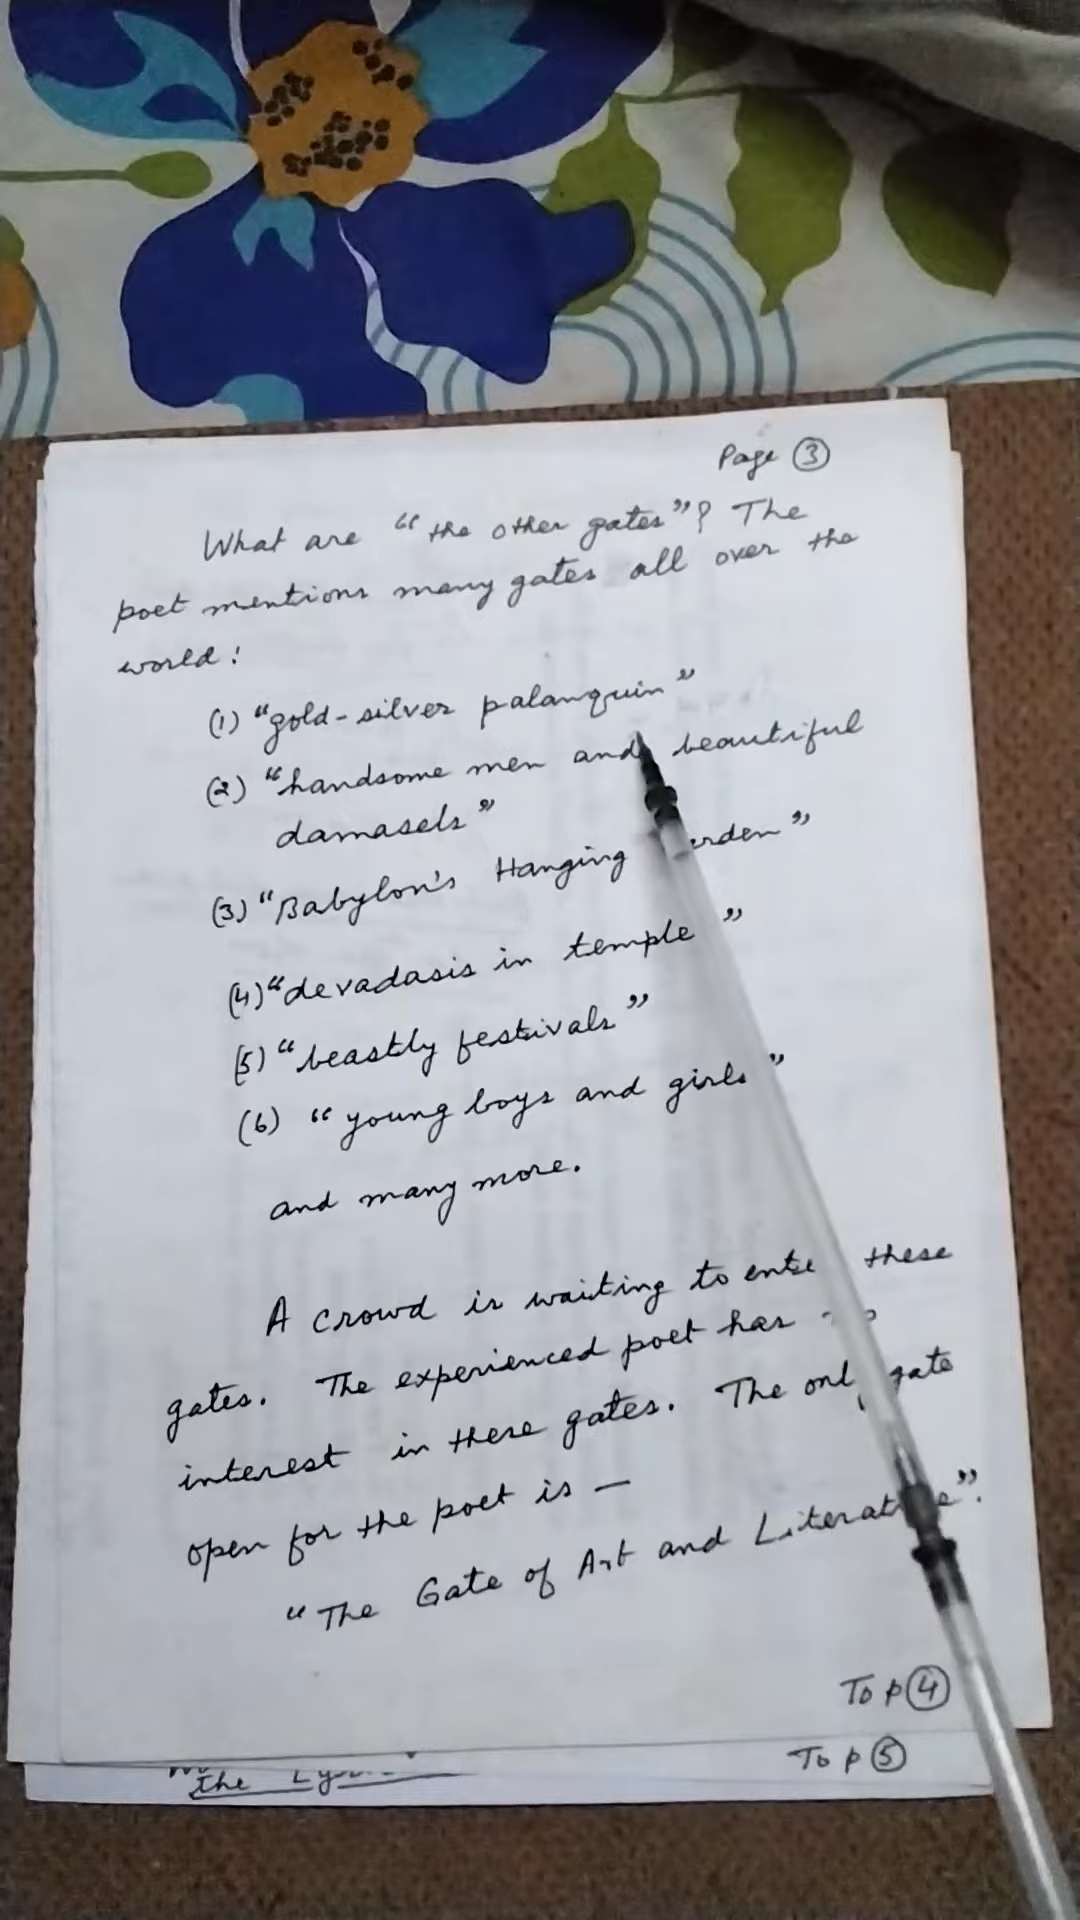 Page 3
What are "the other gates"? The
poet mentions many gates all over the
world:
(1) "gold-silver palanquin"
(2) "handsome men and beautiful
damasels"
(3) "Babylon's Hanging
(4) "devadasis in temple"
(5) "beastly festivals"
(6) "young boys and girls"
and many more.
A crowd is waiting to these
gates. The experienced poet has
interest in these gates. The only gate
open for the poet is —
"The Gate of Art and Literature".
To p 4
To p 5
the